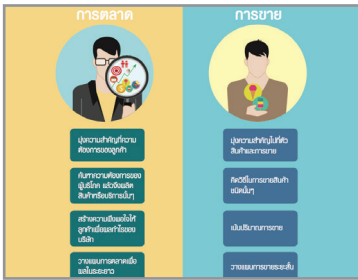 การตลาด
มุ่งความสำคัญที่ความ
ต้องการของลูกค้า
ค้นหาความต้องการของ
ผู้บริโภค แล้วจึงผลิต
สินค้าหรือบริการนั้นๆ
สร้างความพึงพอใจให้
ลูกค้าเพื่อผลกำไรของ
บริษัท
วางแผนการตลาดเพื่อ
ผลในระยะยาว
การขาย
มุ่งความสำคัญไปที่ตัว
สินค้าและการขาย
คิดวิธีในการขายสินค้า
ชนิดนั้นๆ
เน้นปริมาณการขาย
วางแผนการขายระยะสั้น